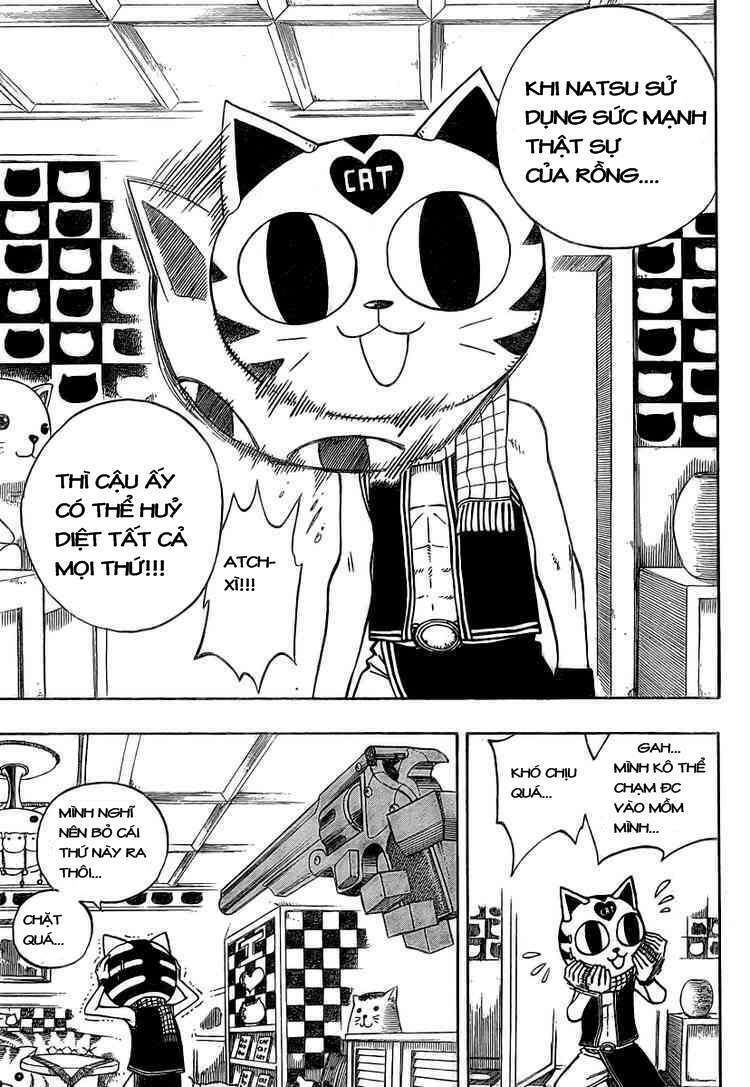 KHI NATSU SỬ
DỤNG SỨC MẠNH
THẬT SỰ
CỦA RỒNG....
CAT
THÌ CẬU ẤY
CÓ THỂ HUỶ
DIỆT TẤT CẢ
MỌI THỨ!!!
ATCH-
XÌ!!!
GAH...
MÌNH KÔ THỂ
CHẠM ĐC
VÀO MỒM
MÌNH...
KHÓ CHỊU
QUÁ...
CAT
MÌNH NGHĨ
NÊN BỎ CÁI
THỨ NÀY RA
THÔI...
CHẶT
QUÁ...